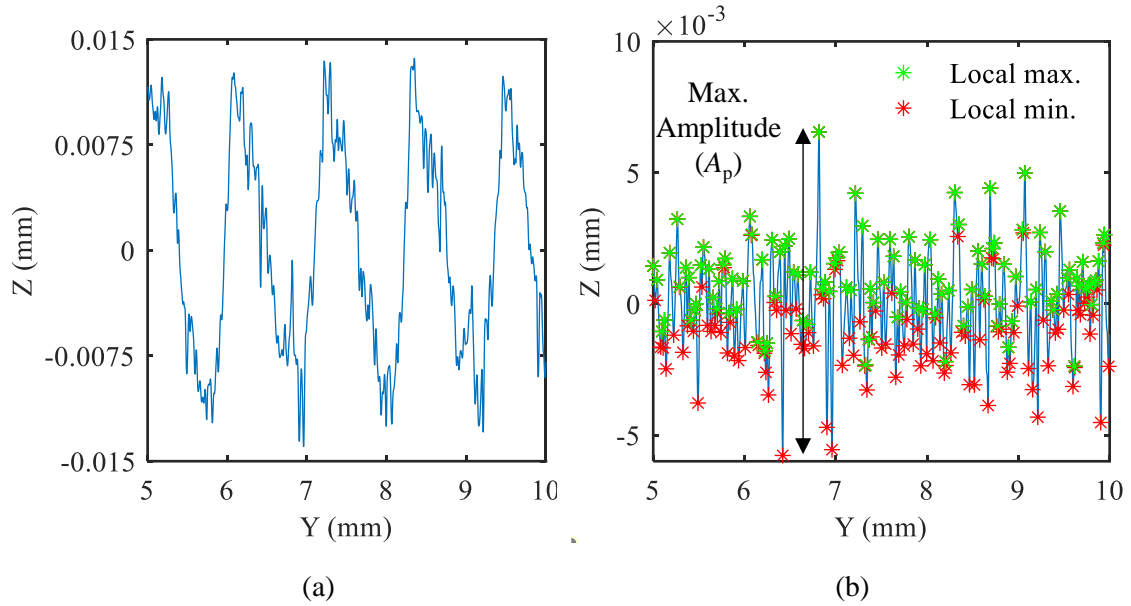 0.015
0.0075
0
-0.0075
-0.015
Z (mm)
5 6 7 8 9 10
Y (mm)
(a)
×10⁻³
10
5
0
-5
Z (mm)
Max.
Amplitude
(Aₚ)
Local max.
Local min.
5 6 7 8 9 10
Y (mm)
(b)